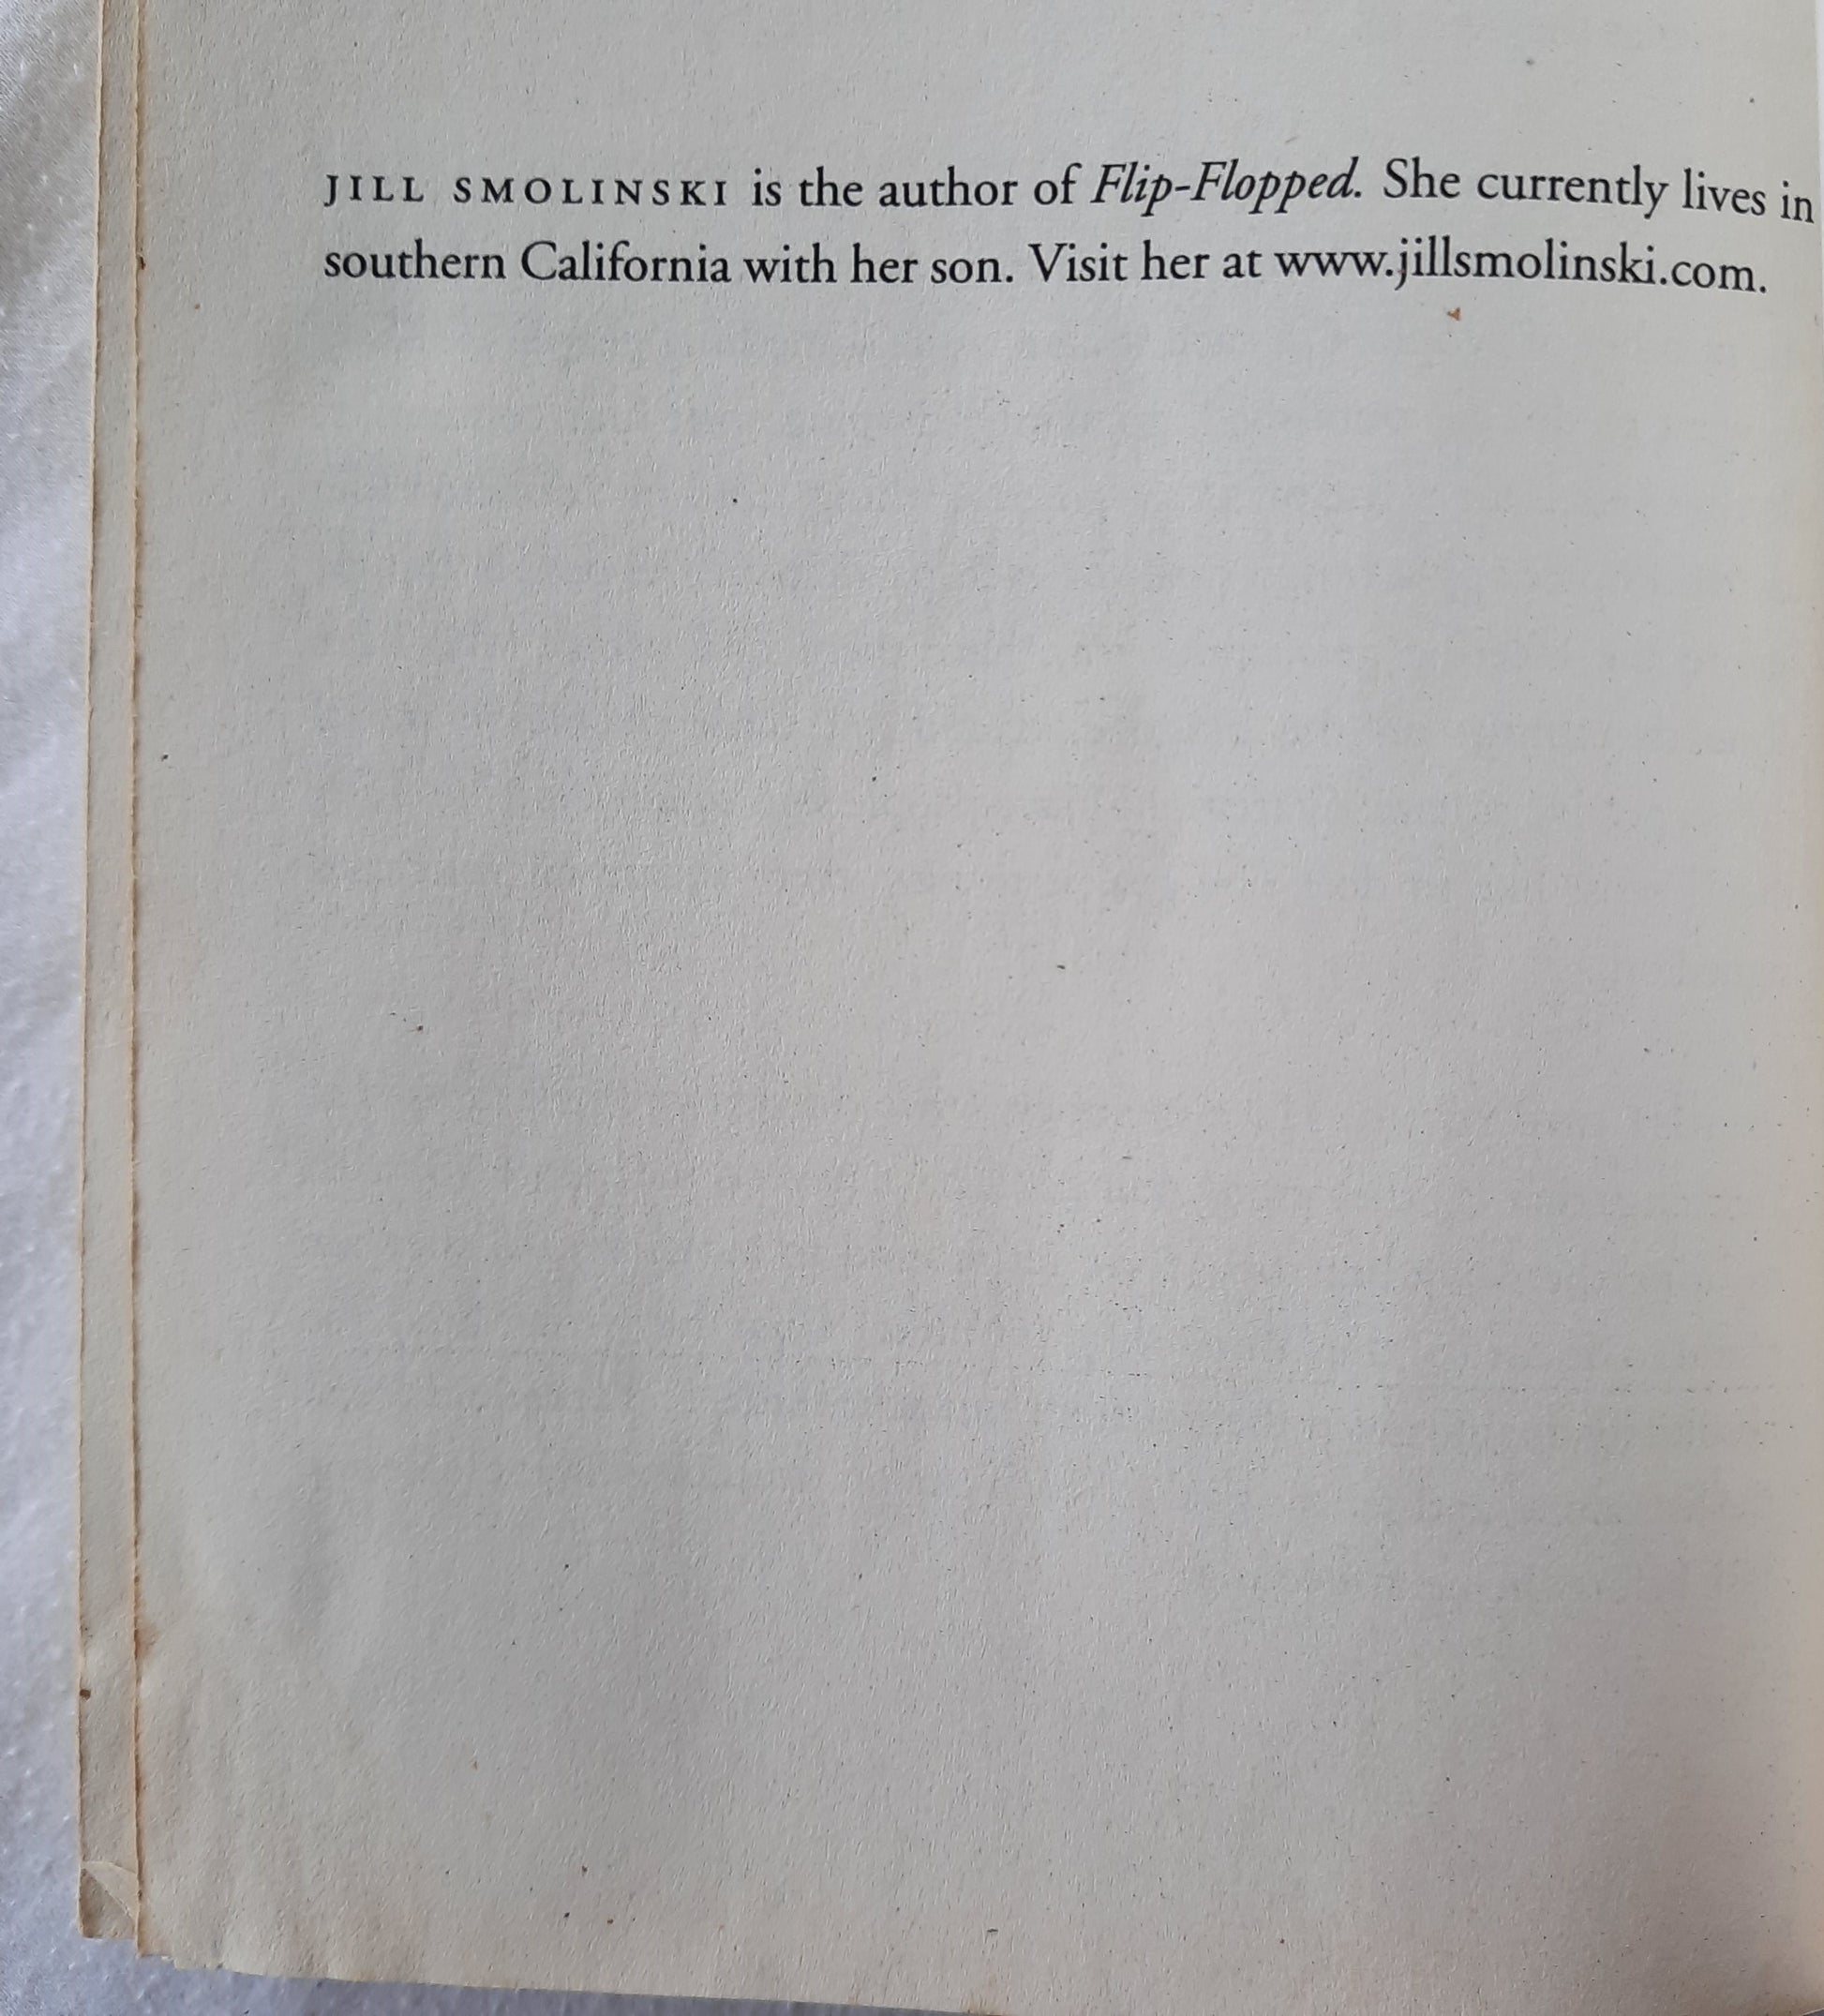 JILL SMOLINSKI is the author of Flip-Flopped. She currently lives in
southern California with her son. Visit her at www.jillsmolinski.com.